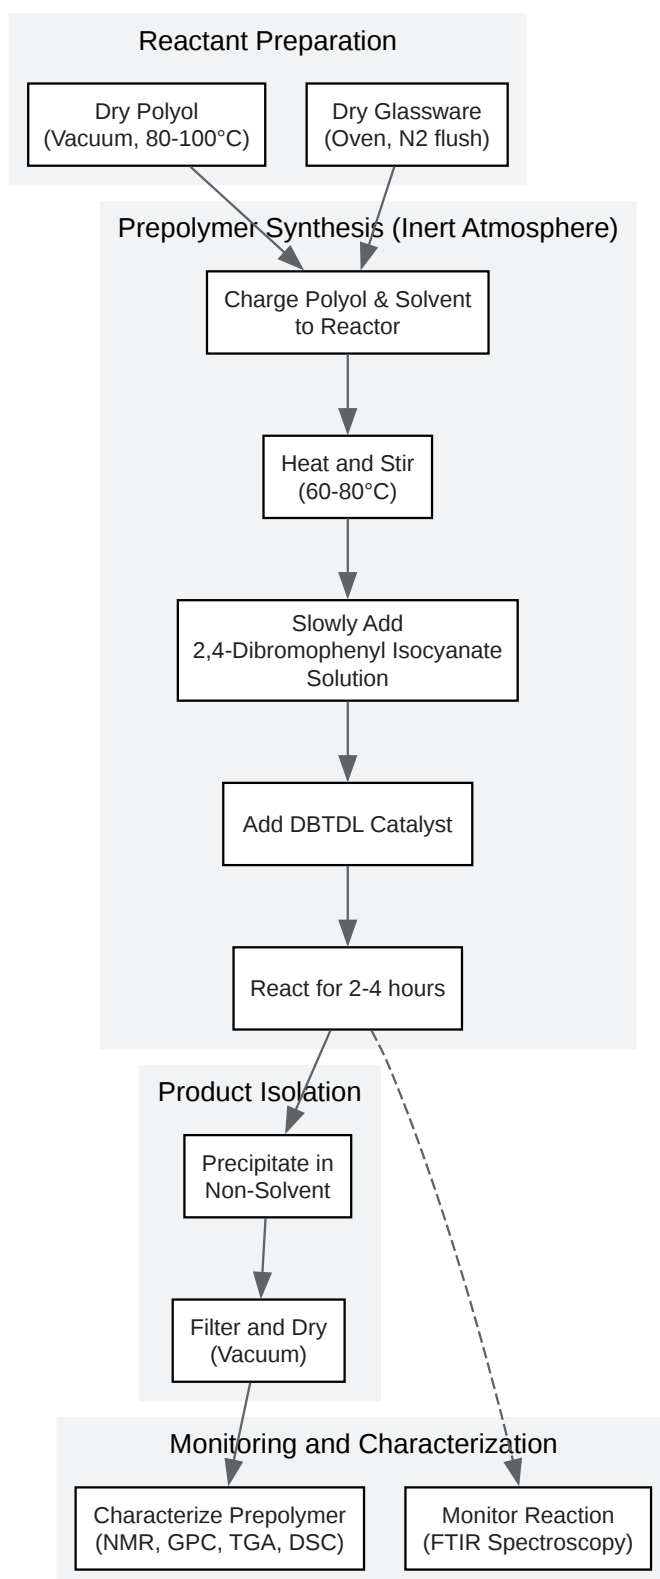 Reactant Preparation
Dry Polyol
(Vacuum, 80-100°C)
Dry Glassware
(Oven, N2 flush)
Prepolymer Synthesis (Inert Atmosphere)
Charge Polyol & Solvent
to Reactor
Heat and Stir
(60-80°C)
Slowly Add
2,4-Dibromophenyl Isocyanate
Solution
Add DBTDL Catalyst
React for 2-4 hours
Product Isolation
Precipitate in
Non-Solvent
Filter and Dry
(Vacuum)
Monitoring and Characterization
Characterize Prepolymer
(NMR, GPC, TGA, DSC)
Monitor Reaction
(FTIR Spectroscopy)